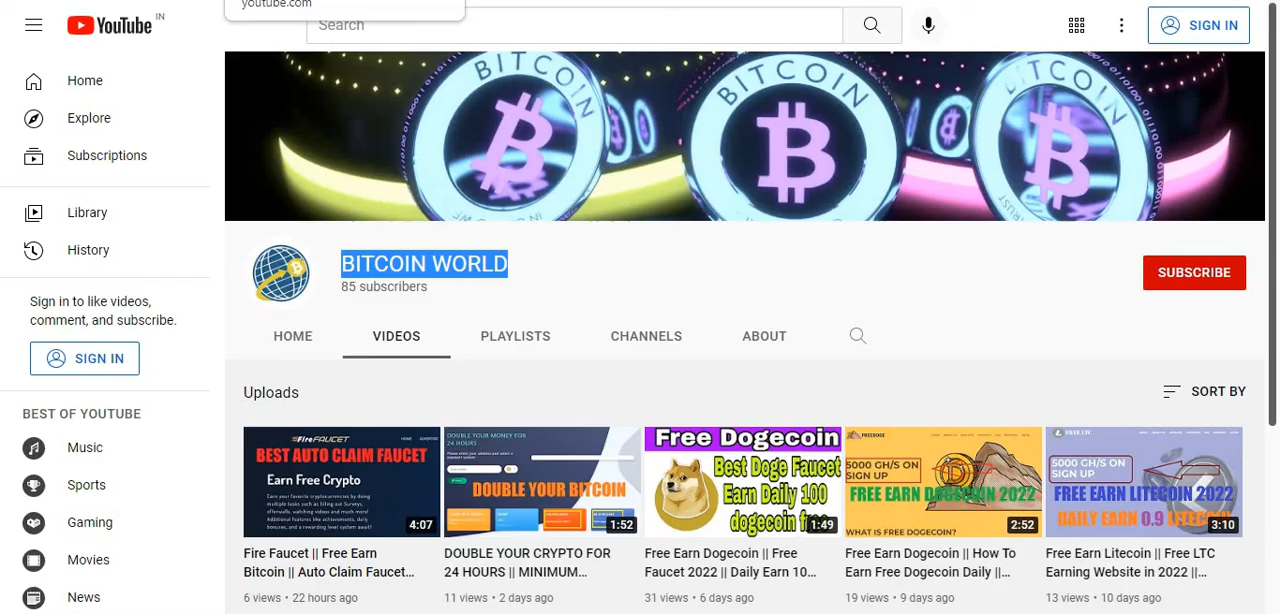 youtube.com
YouTube IN
Search
SIGN IN
Home
Explore
Subscriptions
Library
History
Sign in to like videos,
comment, and subscribe.
SIGN IN
BEST OF YOUTUBE
Music
Sports
Gaming
Movies
News
BITCOIN
BITCOIN
BITCOIN WORLD
85 subscribers
SUBSCRIBE
HOME
VIDEOS
PLAYLISTS
CHANNELS
ABOUT
Uploads
SORT BY
FireFAUCET
BEST AUTO CLAIM FAUCET
Earn Free Crypto
4:07
Fire Faucet || Free Earn
Bitcoin || Auto Claim Faucet...
6 views • 22 hours ago
DOUBLE YOUR MONEY FOR
24 HOURS
DOUBLE YOUR BITCOIN
1:52
DOUBLE YOUR CRYPTO FOR
24 HOURS || MINIMUM...
11 views • 2 days ago
Free Dogecoin
Best Doge Faucet
Earn Daily 100
dogecoin
1:49
Free Earn Dogecoin || Free
Faucet 2022 || Daily Earn 10...
31 views • 6 days ago
FREEDOGE
5000 GH/S ON
SIGN UP
FREE EARN DOGECOIN 2022
WHAT IS FREE DOGECOIN?
2:52
Free Earn Dogecoin || How To
Earn Free Dogecoin Daily ||...
19 views • 9 days ago
FREE LTC
5000 GH/S ON
SIGN UP
FREE EARN LITECOIN 2022
DAILY EARN 0.9
3:10
Free Earn Litecoin || Free LTC
Earning Website in 2022 ||...
13 views • 10 days ago